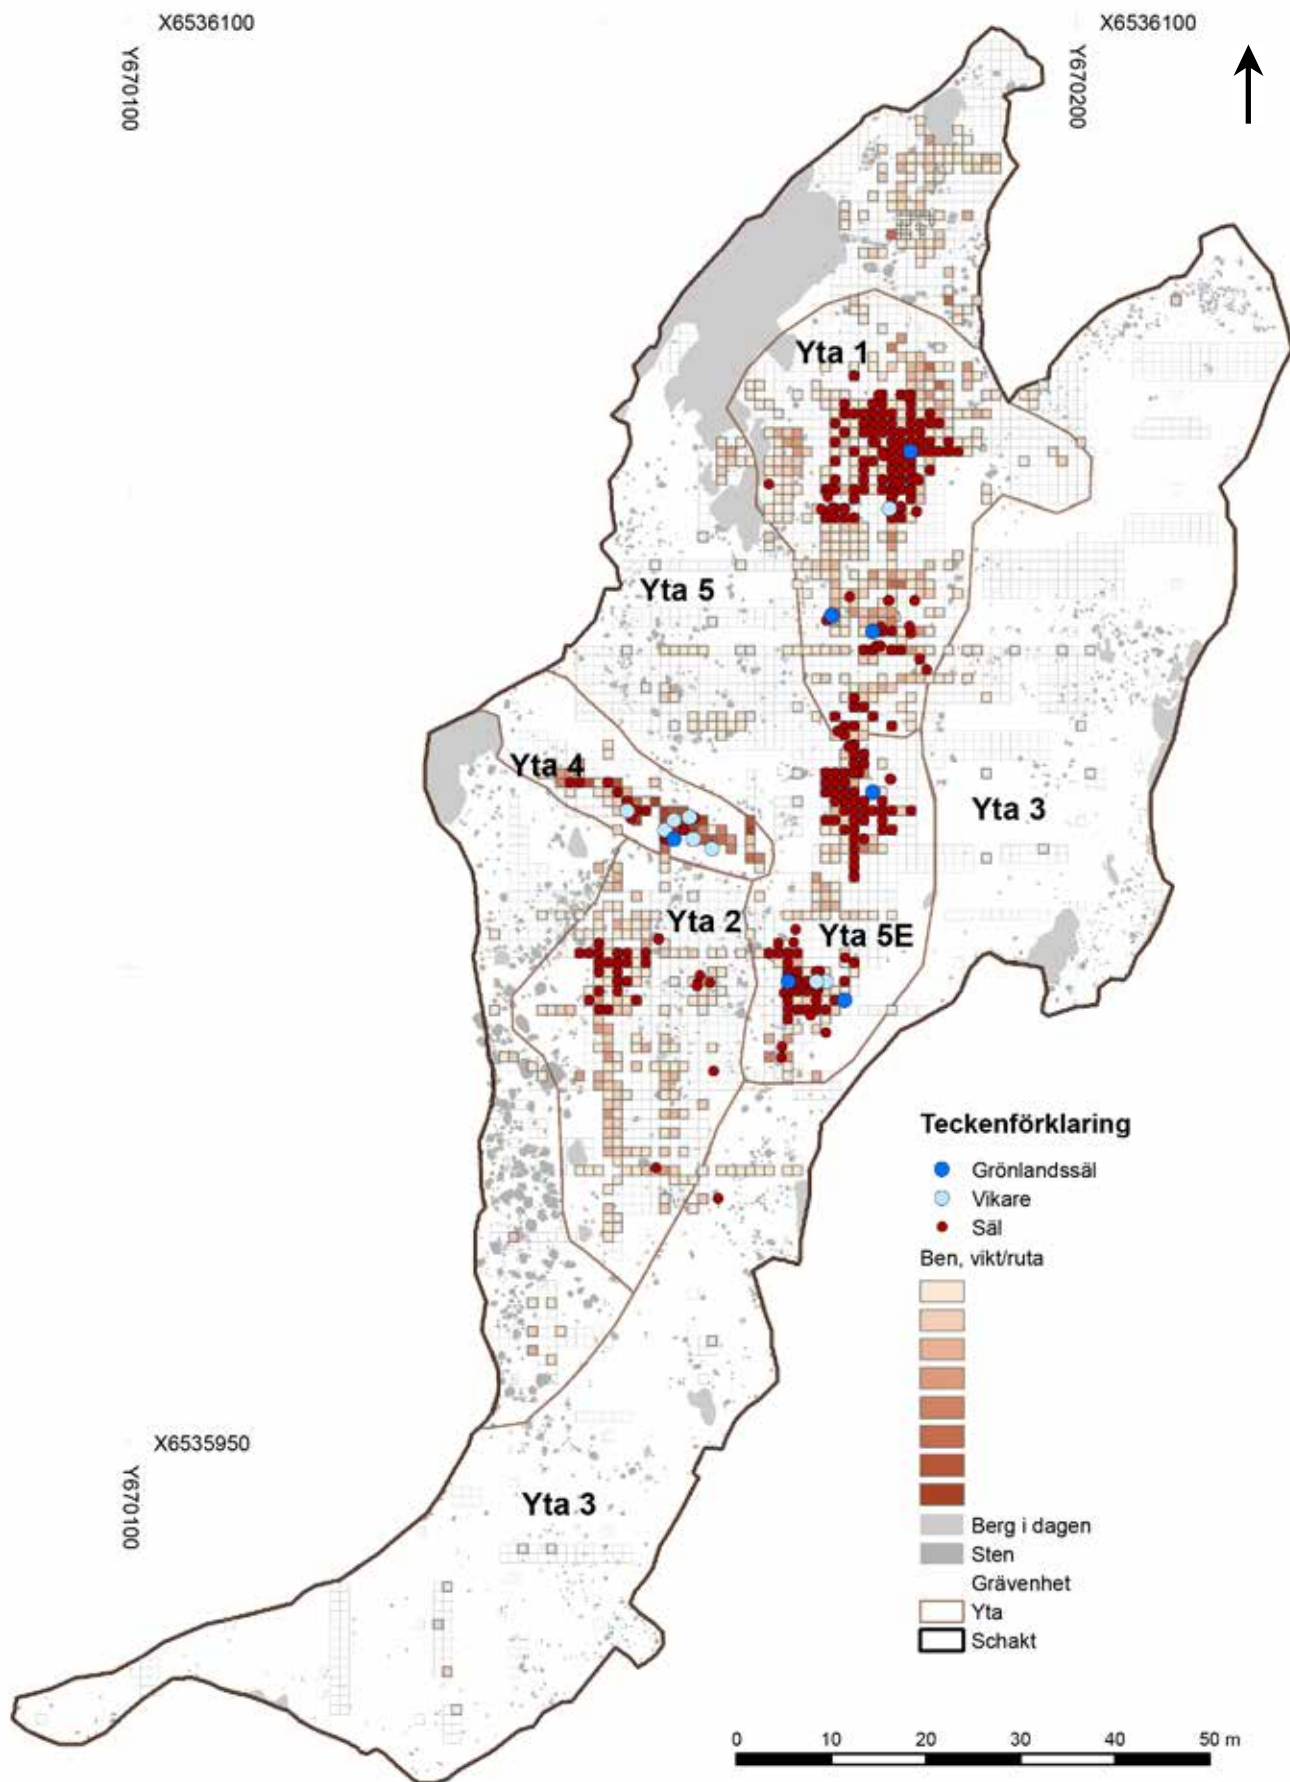 X6536100
X6536100
Y670100
Y670200
Yta 1
Yta 5
Yta 4
Yta 3
Yta 2
Yta 5E
Teckenförklaring
Grönlandssäl
Vikare
Säl
Ben, vikt/ruta
Berg i dagen
Sten
Grävenhet
Yta
Schakt
X6535950
Y670100
Yta 3
0 10 20 30 40 50 m